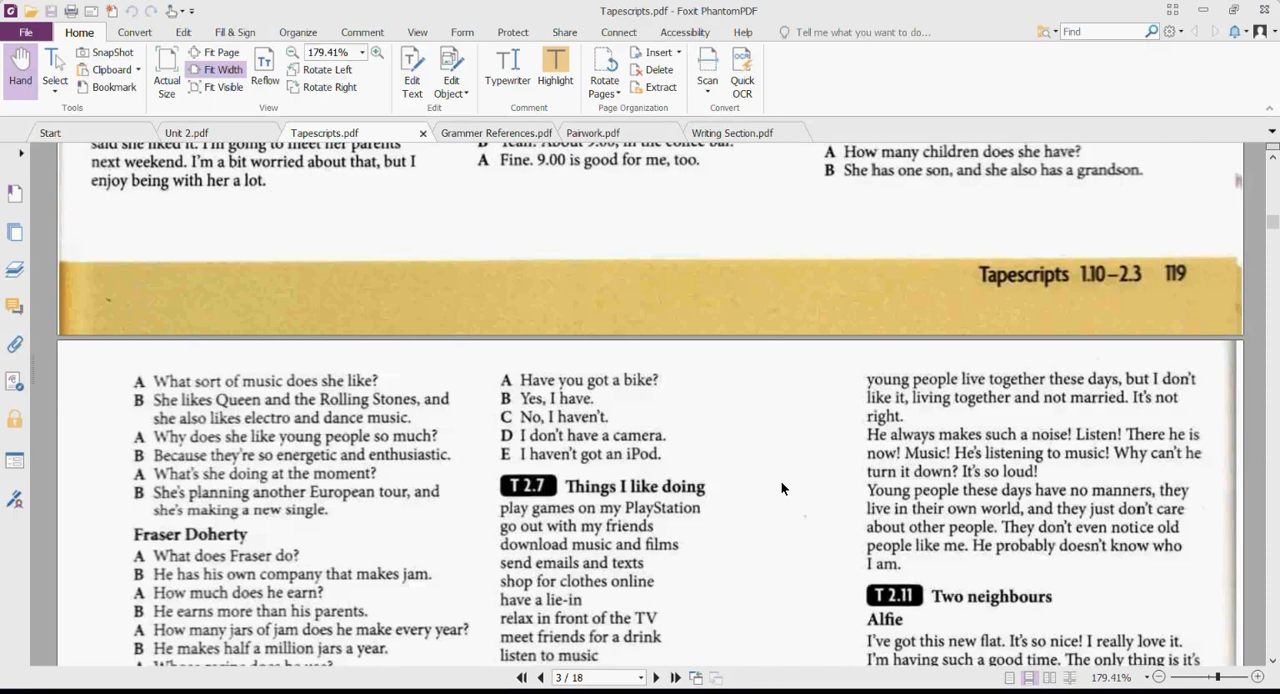 Tapescripts.pdf - Foxit PhantomPDF
File
Home
Convert
Edit
Fill & Sign
Organize
Comment
View
Form
Protect
Share
Connect
Accessibility
Help
Tell me what you want to do...
Find
Hand
Select
SnapShot
Clipboard
Bookmark
Tools
Actual Size
Fit Page
Fit Width
Fit Visible
Reflow
179.41%
Rotate Left
Rotate Right
View
Edit Text
Edit Object
Edit
Typewriter
Highlight
Comment
Rotate Pages
Insert
Delete
Extract
Page Organization
Scan
Quick OCR
Convert
Start
Unit 2.pdf
Tapescripts.pdf
Grammer References.pdf
Pairwork.pdf
Writing Section.pdf
said she liked it. I'm going to meet her parents
next weekend. I'm a bit worried about that, but I
enjoy being with her a lot.
B Yeah. About 9.00, in the coffee bar.
A Fine. 9.00 is good for me, too.
A How many children does she have?
B She has one son, and she also has a grandson.
Tapescripts 1.10–2.3 119
A What sort of music does she like?
B She likes Queen and the Rolling Stones, and
she also likes electro and dance music.
A Why does she like young people so much?
B Because they're so energetic and enthusiastic.
A What's she doing at the moment?
B She's planning another European tour, and
she's making a new single.
Fraser Doherty
A What does Fraser do?
B He has his own company that makes jam.
A How much does he earn?
B He earns more than his parents.
A How many jars of jam does he make every year?
B He makes half a million jars a year.
A Have you got a bike?
B Yes, I have.
C No, I haven't.
D I don't have a camera.
E I haven't got an iPod.
T 2.7 Things I like doing
play games on my PlayStation
go out with my friends
download music and films
send emails and texts
shop for clothes online
have a lie-in
relax in front of the TV
meet friends for a drink
listen to music
young people live together these days, but I don't
like it, living together and not married. It's not
right.
He always makes such a noise! Listen! There he is
now! Music! He's listening to music! Why can't he
turn it down? It's so loud!
Young people these days have no manners, they
live in their own world, and they just don't care
about other people. They don't even notice old
people like me. He probably doesn't know who
I am.
T 2.11 Two neighbours
Alfie
I've got this new flat. It's so nice! I really love it.
I'm having such a good time. The only thing is it's
3 / 18
179.41%